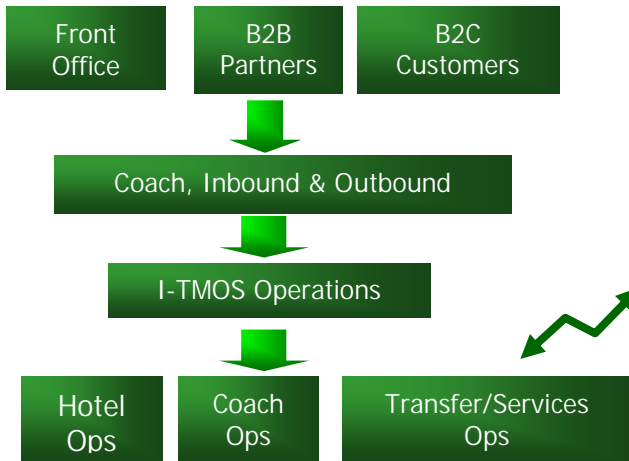 Front
Office
B2B
Partners
B2C
Customers
Coach, Inbound & Outbound
I-TMOS Operations
Hotel
Ops
Coach
Ops
Transfer/Services
Ops